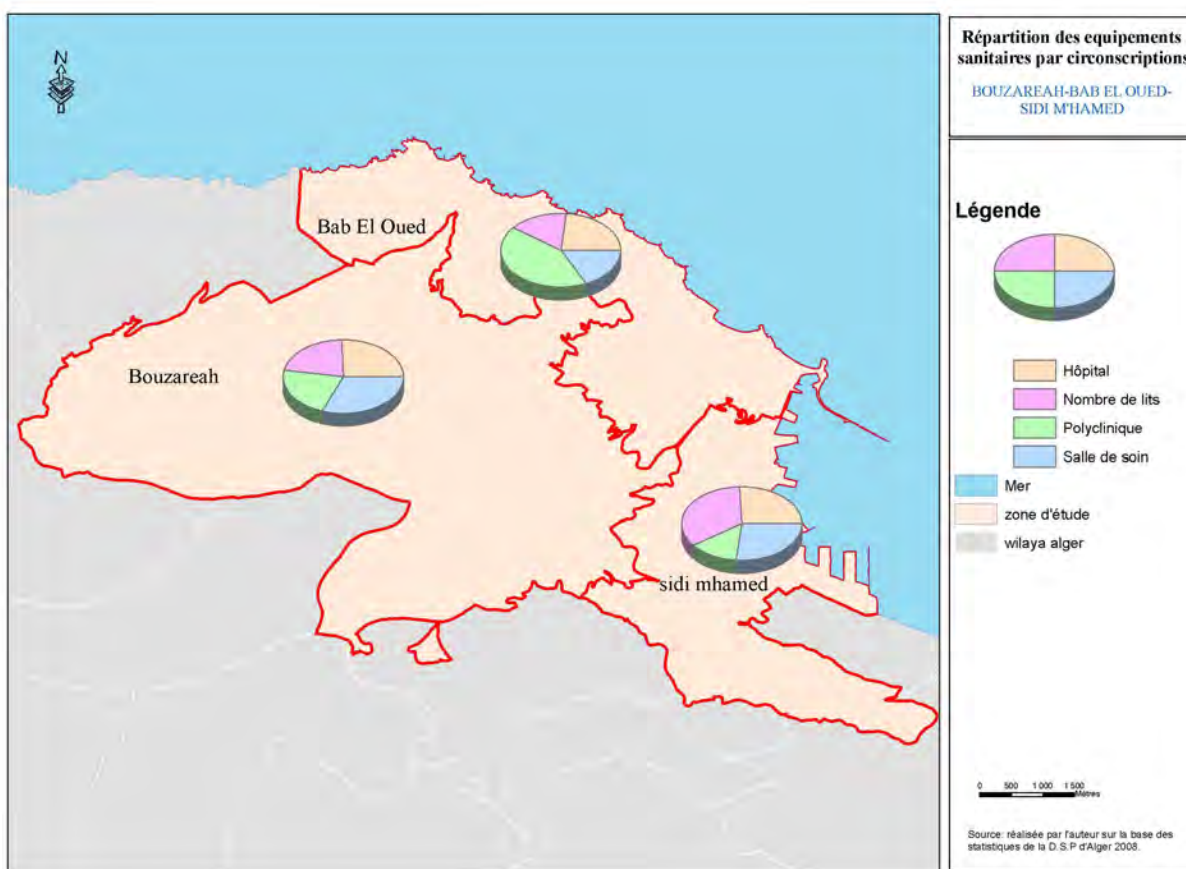 Répartition des equipements
sanitaires par circonscriptions
BOUZAREAH-BAB EL OUED-
SIDI M'HAMED
N
Bab El Oued
Bouzareah
sidi mhamed
Légende
Hôpital
Nombre de lits
Polyclinique
Salle de soin
Mer
zone d'étude
wilaya alger
0 500 1 000 1 500
Mètres
Source: réalisée par l'auteur sur la base des
statistiques de la D.S.P d'Alger 2008.